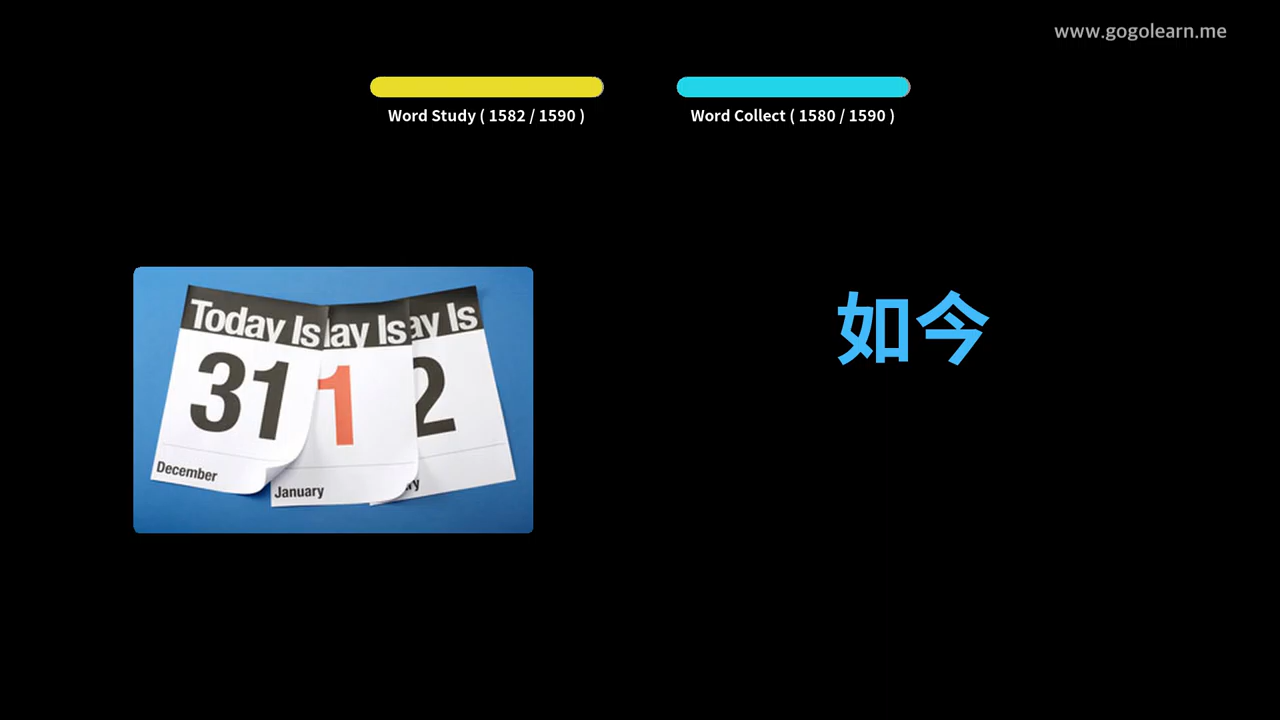 www.gogolearn.me
Word Study ( 1582 / 1590 )
Word Collect ( 1580 / 1590 )
如今
Today Is
31
December
ay Is
1
January
ay Is
2
ry